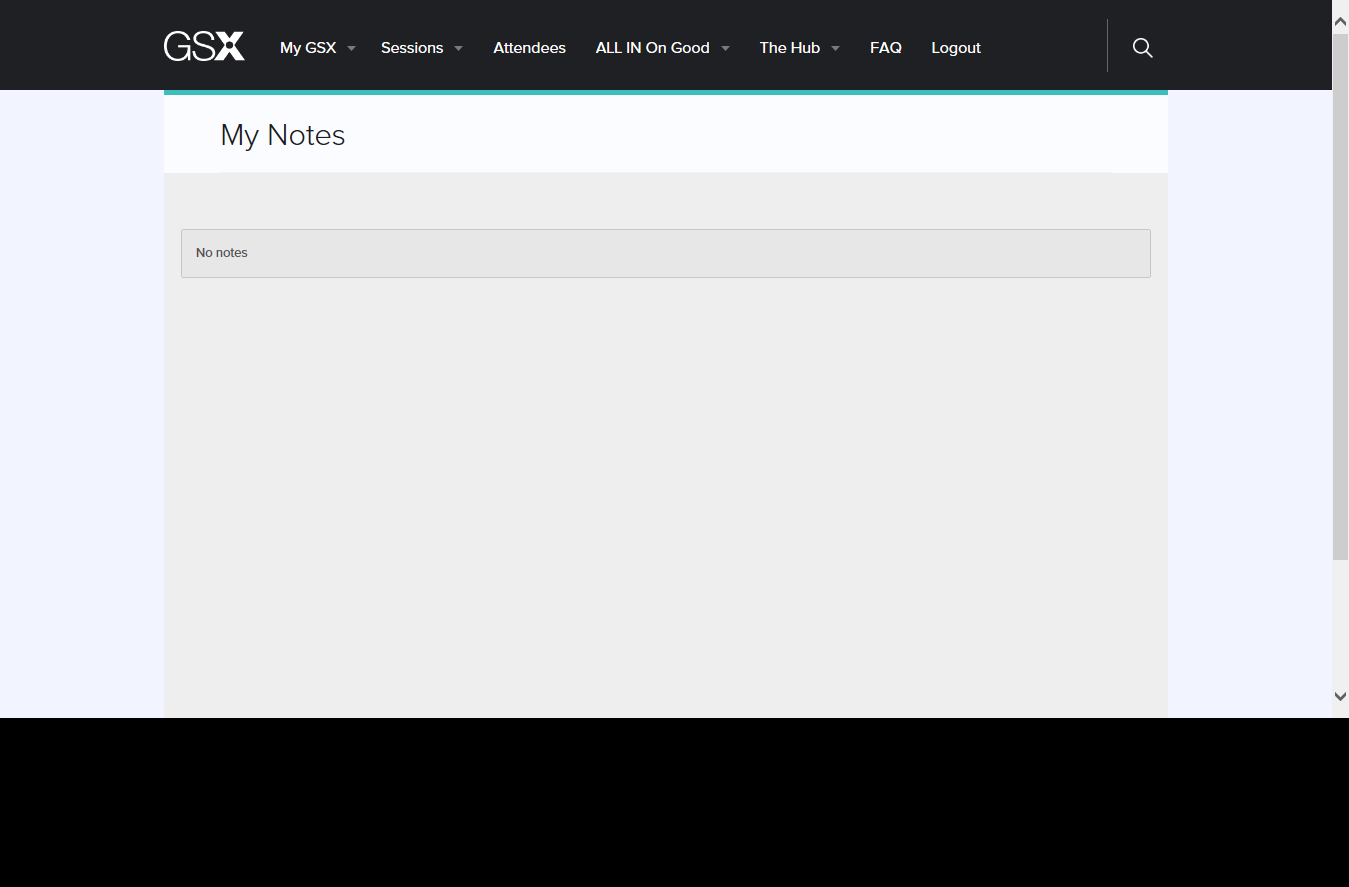 GSX My GSX Sessions Attendees ALL IN On Good The Hub FAQ Logout
My Notes
No notes